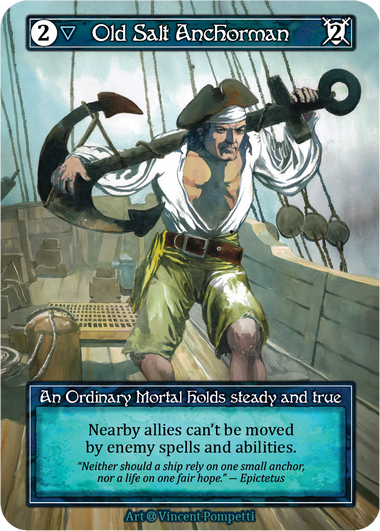 2 Old Salt Anchorman 2
An Ordinary Mortal Holds steady and true
Nearby allies can't be moved
by enemy spells and abilities.
"Neither should a ship rely on one small anchor,
nor a life on one fair hope." — Epictetus
Art @ Vincent Pompetti